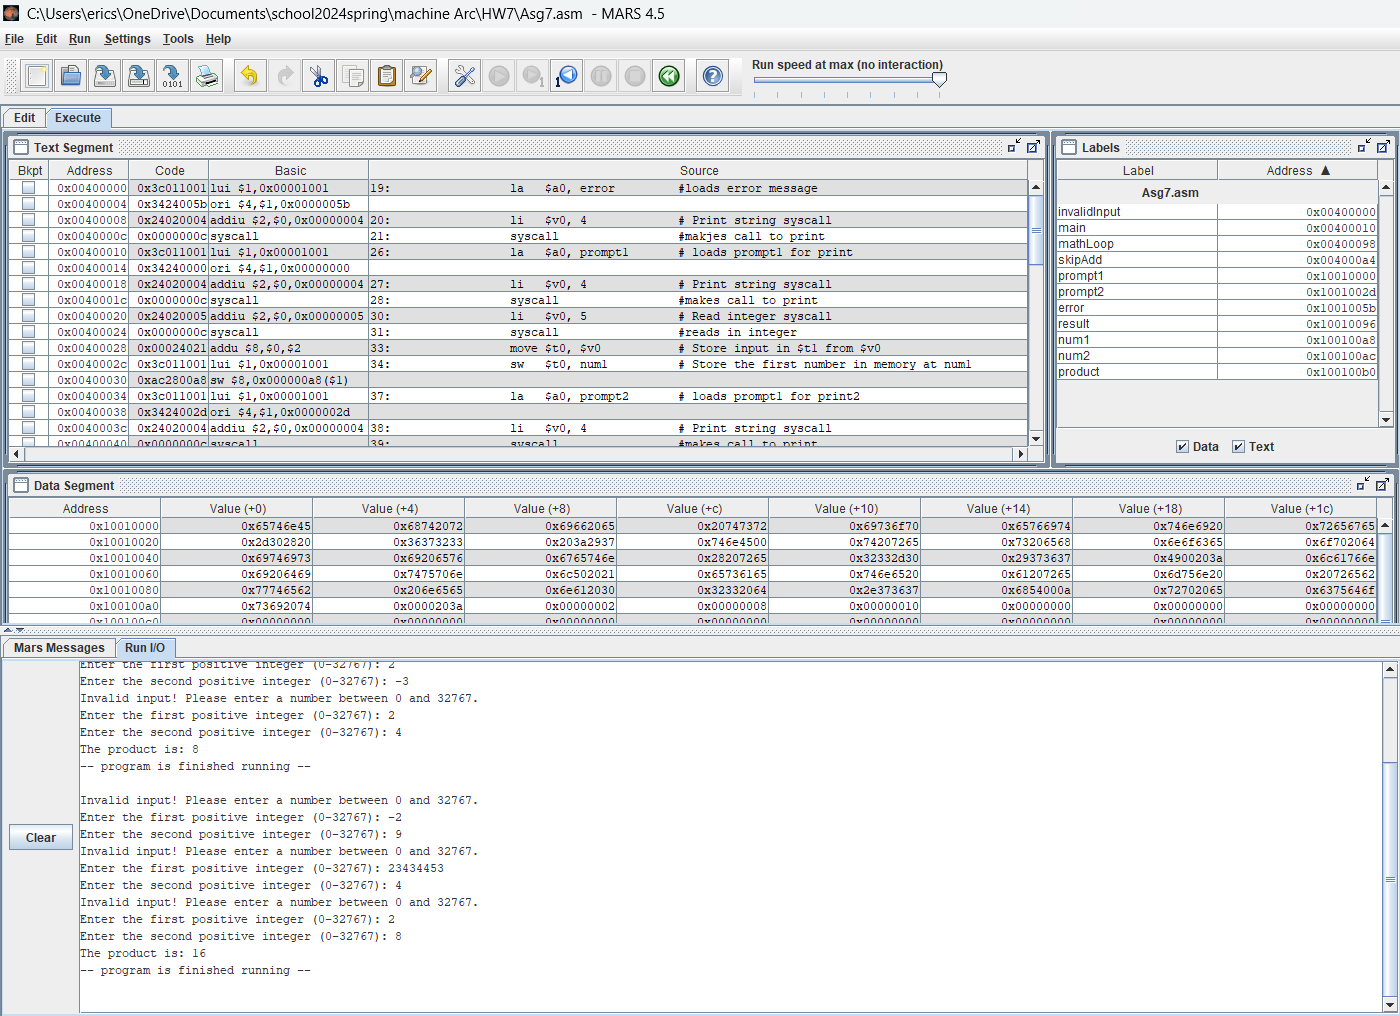 C:\Users\erics\OneDrive\Documents\school2024spring\machine Arc\HW7\Asg7.asm - MARS 4.5
File Edit Run Settings Tools Help
Run speed at max (no interaction)
Edit Execute
Text Segment
Bkpt Address Code Basic Source
0x00400000 0x3c011001 lui $1,0x00001001 19: la $a0, error #loads error message
0x00400004 0x3424005b ori $4,$1,0x0000005b
0x00400008 0x24020004 addiu $2,$0,0x00000004 20: li $v0, 4 # Print string syscall
0x0040000c 0x0000000c syscall 21: syscall #makjes call to print
0x00400010 0x3c011001 lui $1,0x00001001 26: la $a0, prompt1 # loads prompt1 for print
0x00400014 0x34240000 ori $4,$1,0x00000000
0x00400018 0x24020004 addiu $2,$0,0x00000004 27: li $v0, 4 # Print string syscall
0x0040001c 0x0000000c syscall 28: syscall #makes call to print
0x00400020 0x24020005 addiu $2,$0,0x00000005 30: li $v0, 5 # Read integer syscall
0x00400024 0x0000000c syscall 31: syscall #reads in integer
0x00400028 0x00024021 addu $8,$0,$2 33: move $t0, $v0 # Store input in $t1 from $v0
0x0040002c 0x3c011001 lui $1,0x00001001 34: sw $t0, num1 # Store the first number in memory at num1
0x00400030 0xac2800a8 sw $8,0x000000a8($1)
0x00400034 0x3c011001 lui $1,0x00001001 37: la $a0, prompt2 # loads prompt1 for print2
0x00400038 0x3424002d ori $4,$1,0x0000002d
0x0040003c 0x24020004 addiu $2,$0,0x00000004 38: li $v0, 4 # Print string syscall
0x00400040 0x0000000c syscall 39: syscall #makes call to print
Labels
Label Address ▲
Asg7.asm
invalidInput 0x00400000
main 0x00400010
mathLoop 0x00400098
skipAdd 0x004000a4
prompt1 0x10010000
prompt2 0x1001002d
error 0x1001005b
result 0x10010096
num1 0x100100a8
num2 0x100100ac
product 0x100100b0
Data Text
Data Segment
Address Value (+0) Value (+4) Value (+8) Value (+c) Value (+10) Value (+14) Value (+18) Value (+1c)
0x10010000 0x65746e45 0x68742072 0x69662065 0x20747372 0x69736f70 0x65766974 0x746e6920 0x72656765
0x10010020 0x2d302820 0x36373233 0x203a2937 0x746e4500 0x74207265 0x73206568 0x6e6f6365 0x6f702064
0x10010040 0x69746973 0x69206576 0x6765746e 0x28207265 0x32332d30 0x29373637 0x4900203a 0x6c61766e
0x10010060 0x69206469 0x7475706e 0x6c502021 0x65736165 0x746e6520 0x61207265 0x6d756e20 0x20726562
0x10010080 0x77746562 0x206e6565 0x6e612030 0x32332064 0x2e373637 0x6854000a 0x72702065 0x6375646f
0x100100a0 0x73692074 0x0000203a 0x00000002 0x00000008 0x00000010 0x00000000 0x00000000 0x00000000
0x100100c0 0x00000000 0x00000000 0x00000000 0x00000000 0x00000000 0x00000000 0x00000000 0x00000000
Mars Messages Run I/O
Clear
Enter the first positive integer (0-32767): 2
Enter the second positive integer (0-32767): -3
Invalid input! Please enter a number between 0 and 32767.
Enter the first positive integer (0-32767): 2
Enter the second positive integer (0-32767): 4
The product is: 8
-- program is finished running --
Invalid input! Please enter a number between 0 and 32767.
Enter the first positive integer (0-32767): -2
Enter the second positive integer (0-32767): 9
Invalid input! Please enter a number between 0 and 32767.
Enter the first positive integer (0-32767): 23434453
Enter the second positive integer (0-32767): 4
Invalid input! Please enter a number between 0 and 32767.
Enter the first positive integer (0-32767): 2
Enter the second positive integer (0-32767): 8
The product is: 16
-- program is finished running --